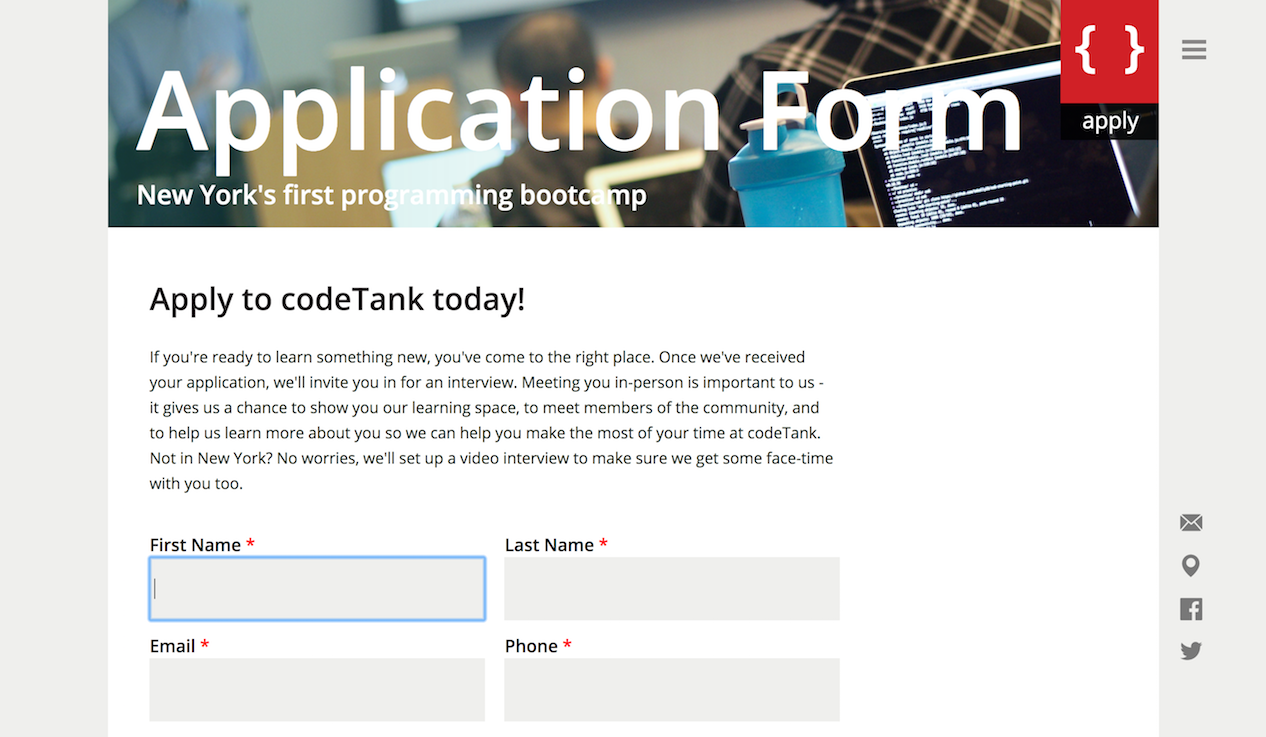 Application Form
{ }
apply
New York's first programming bootcamp
Apply to codeTank today!
If you're ready to learn something new, you've come to the right place. Once we've received
your application, we'll invite you in for an interview. Meeting you in-person is important to us -
it gives us a chance to show you our learning space, to meet members of the community, and
to help us learn more about you so we can help you make the most of your time at codeTank.
Not in New York? No worries, we'll set up a video interview to make sure we get some face-time
with you too.
First Name *
Last Name *
Email *
Phone *